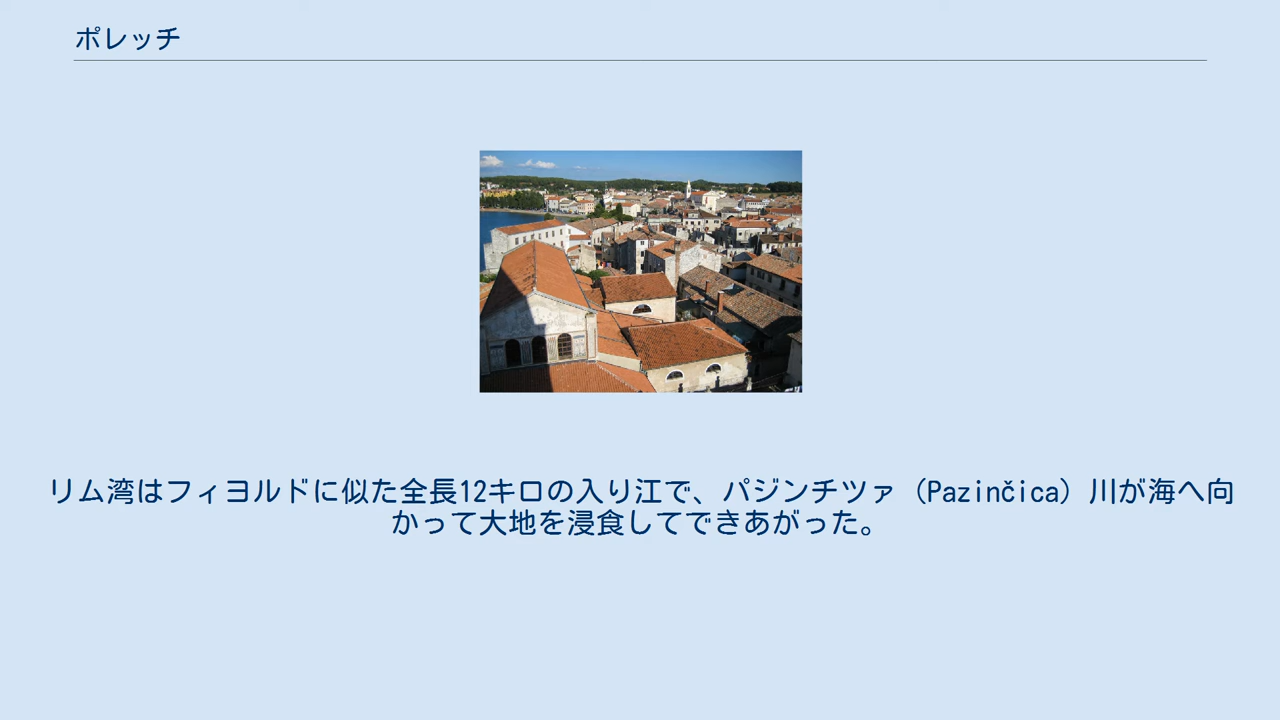 ポレッチ
リム湾はフィヨルドに似た全長12キロの入り江で、パジンチツァ（Pazinčica）川が海へ向
かって大地を浸食してできあがった。